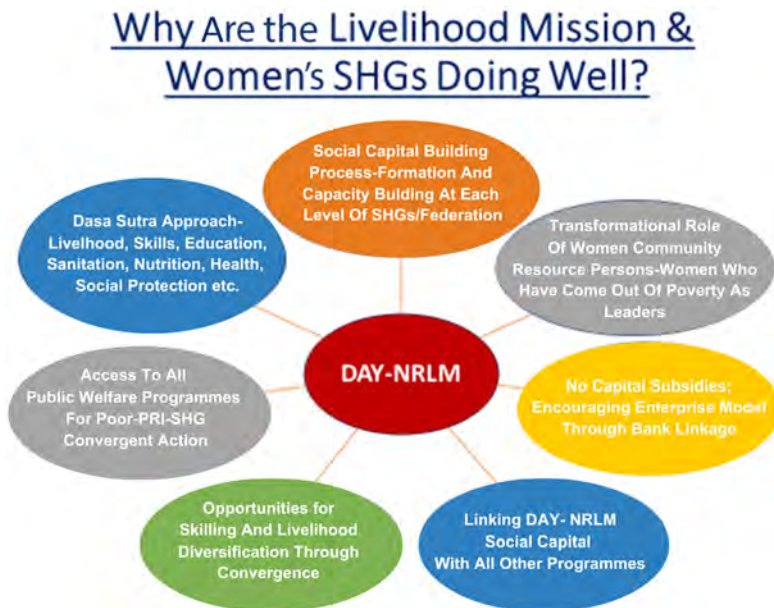 Why Are the Livelihood Mission &
Women's SHGs Doing Well?
Social Capital Building
Process-Formation And
Capacity Bulding At Each
Level Of SHGs/Federation
Dasa Sutra Approach-
Livelhood, Skills, Education,
Sanitation, Nutrition, Health,
Social Protection etc.
Transformational Role
Of Women Community
Resource Persons-Women Who
Have Come Out Of Poverty As
Leaders
DAY-NRLM
Access To All
Public Welfare Programmes
For Poor-PRI-SHG
Convergent Action
No Capital Subsidies;
Encouraging Enterprise Model
Through Bank Linkage
Opportunities for
Skilling And Livelihood
Diversification Through
Convergence
Linking DAY- NRLM
Social Capital
With All Other Programmes